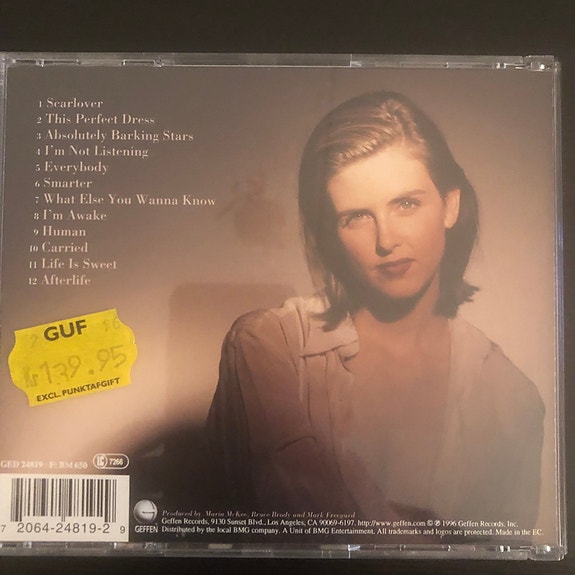 1 Scarlover
2 This Perfect Dress
3 Absolutely Barking Stars
4 I'm Not Listening
5 Everybody
6 Smarter
7 What Else You Wanna Know
8 I'm Awake
9 Human
10 Carried
11 Life Is Sweet
12 Afterlife
GUF
139.95
EXCL. PUNKTAFGIFT
GED 24819 · F: BM 650
LC 7266
7 2064-24819-2 9
GEFFEN
Produced by Maria McKee, Bruce Brody and Mark Freegard
Geffen Records, 9130 Sunset Blvd., Los Angeles, CA 90069-6197. http://www.geffen.com © ℗ 1996 Geffen Records, Inc.
Distributed by the local BMG company. A Unit of BMG Entertainment. All trademarks and logos are protected. Made in the EC.